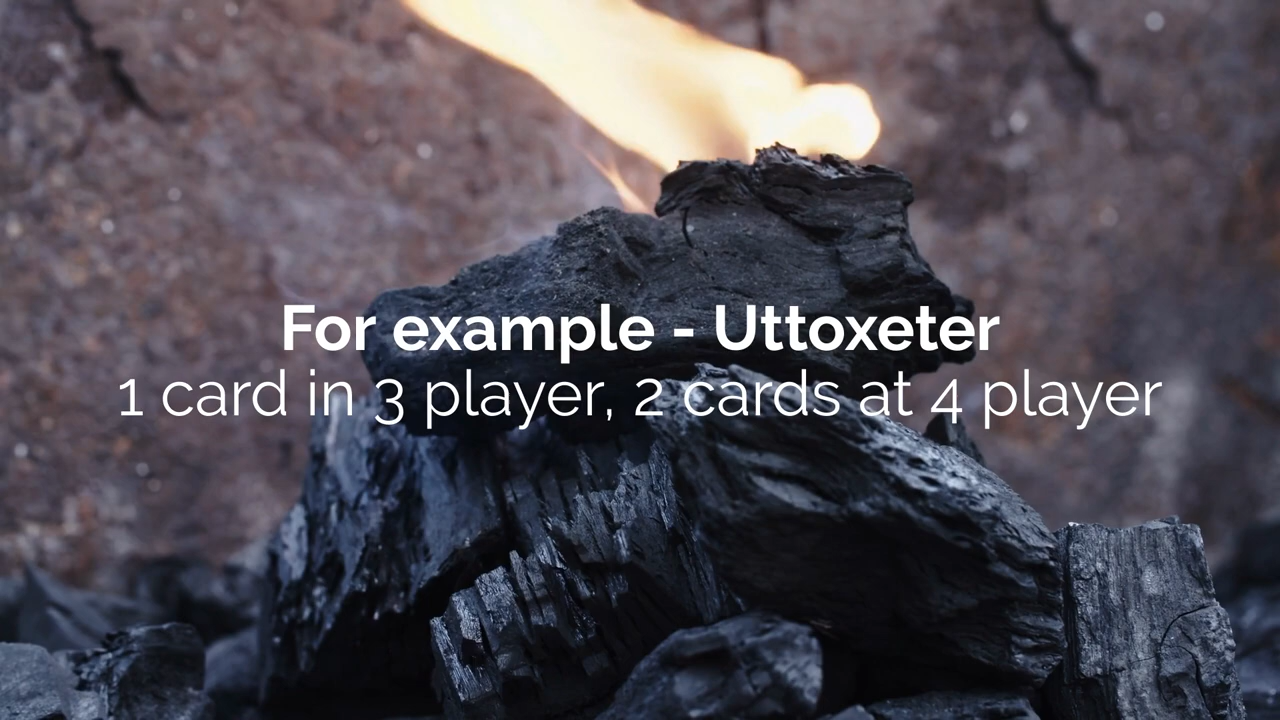 For example - Uttoxeter
1 card in 3 player, 2 cards at 4 player